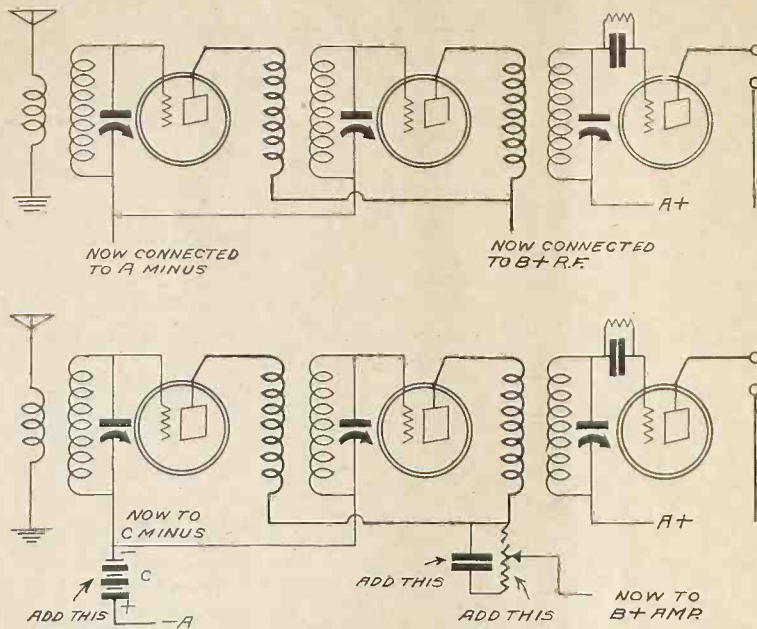 A+
NOW CONNECTED
TO A MINUS
NOW CONNECTED
TO B+ R.F.
NOW TO
C MINUS
-
C
+
ADD THIS
-A
ADD THIS
ADD THIS
A+
NOW TO
B+ AMP.